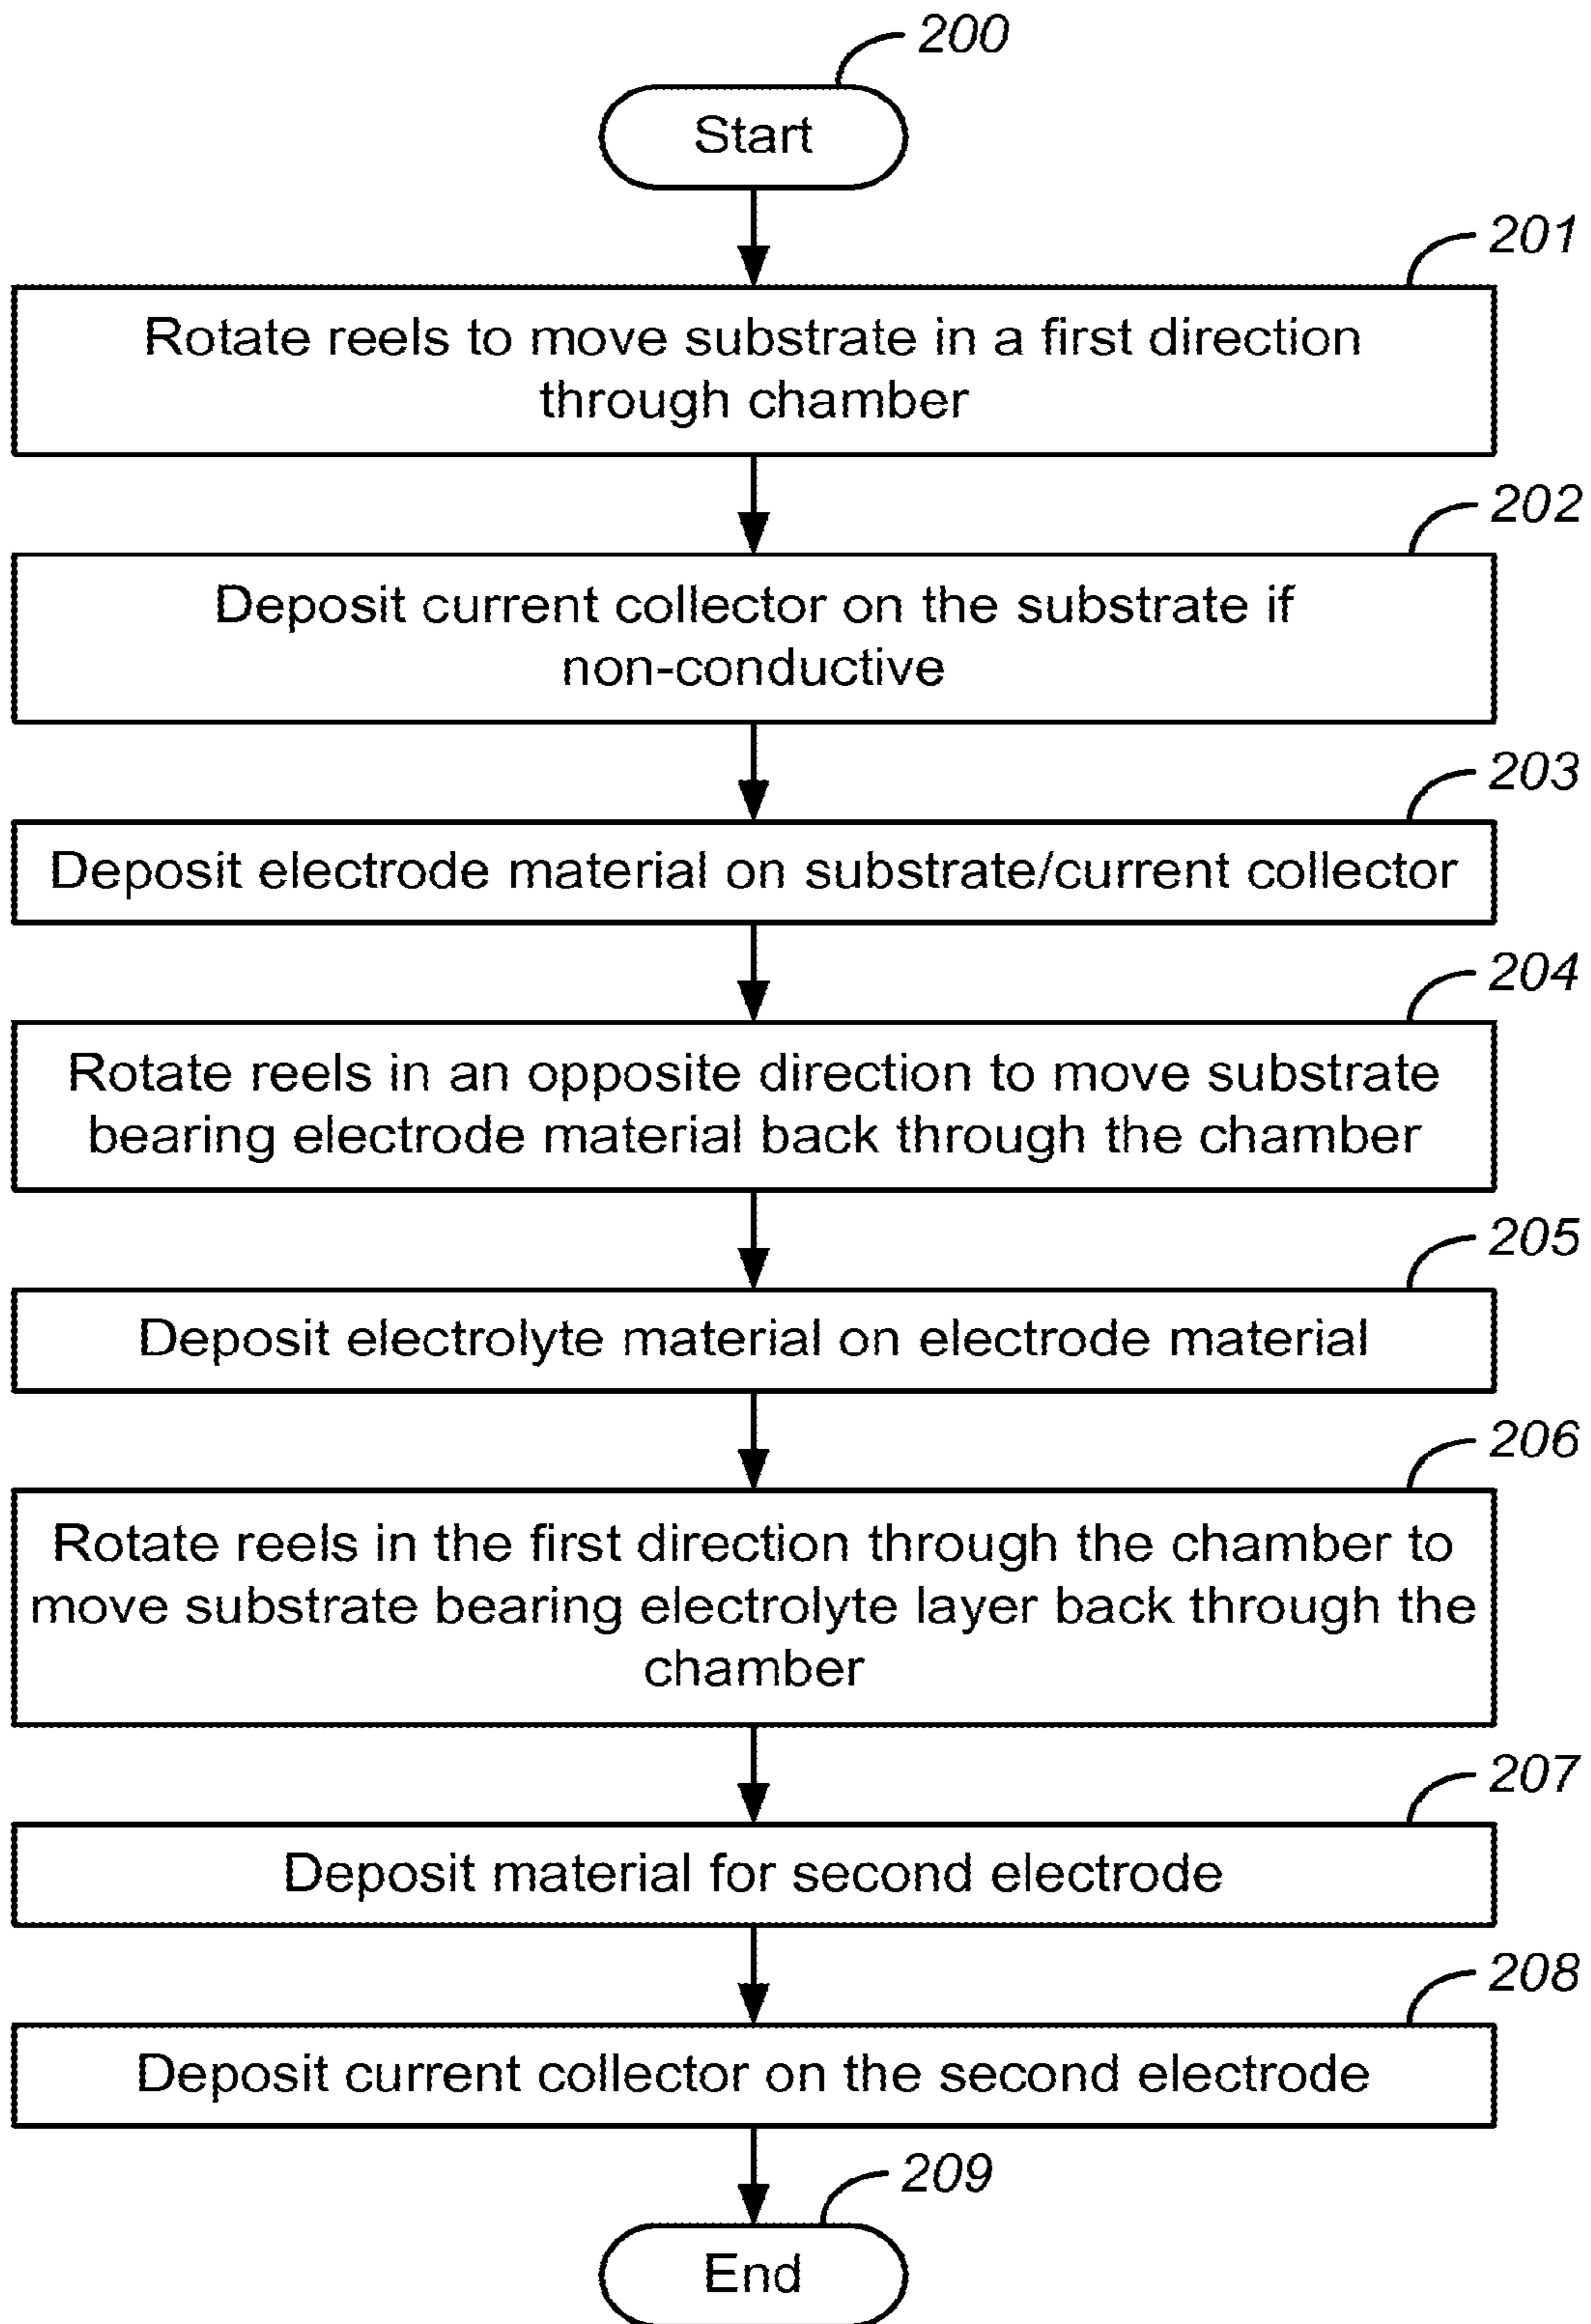 200
Start
201
Rotate reels to move substrate in a first direction
through chamber
202
Deposit current collector on the substrate if
non-conductive
203
Deposit electrode material on substrate/current collector
204
Rotate reels in an opposite direction to move substrate
bearing electrode material back through the chamber
205
Deposit electrolyte material on electrode material
206
Rotate reels in the first direction through the chamber to
move substrate bearing electrolyte layer back through the
chamber
207
Deposit material for second electrode
208
Deposit current collector on the second electrode
209
End